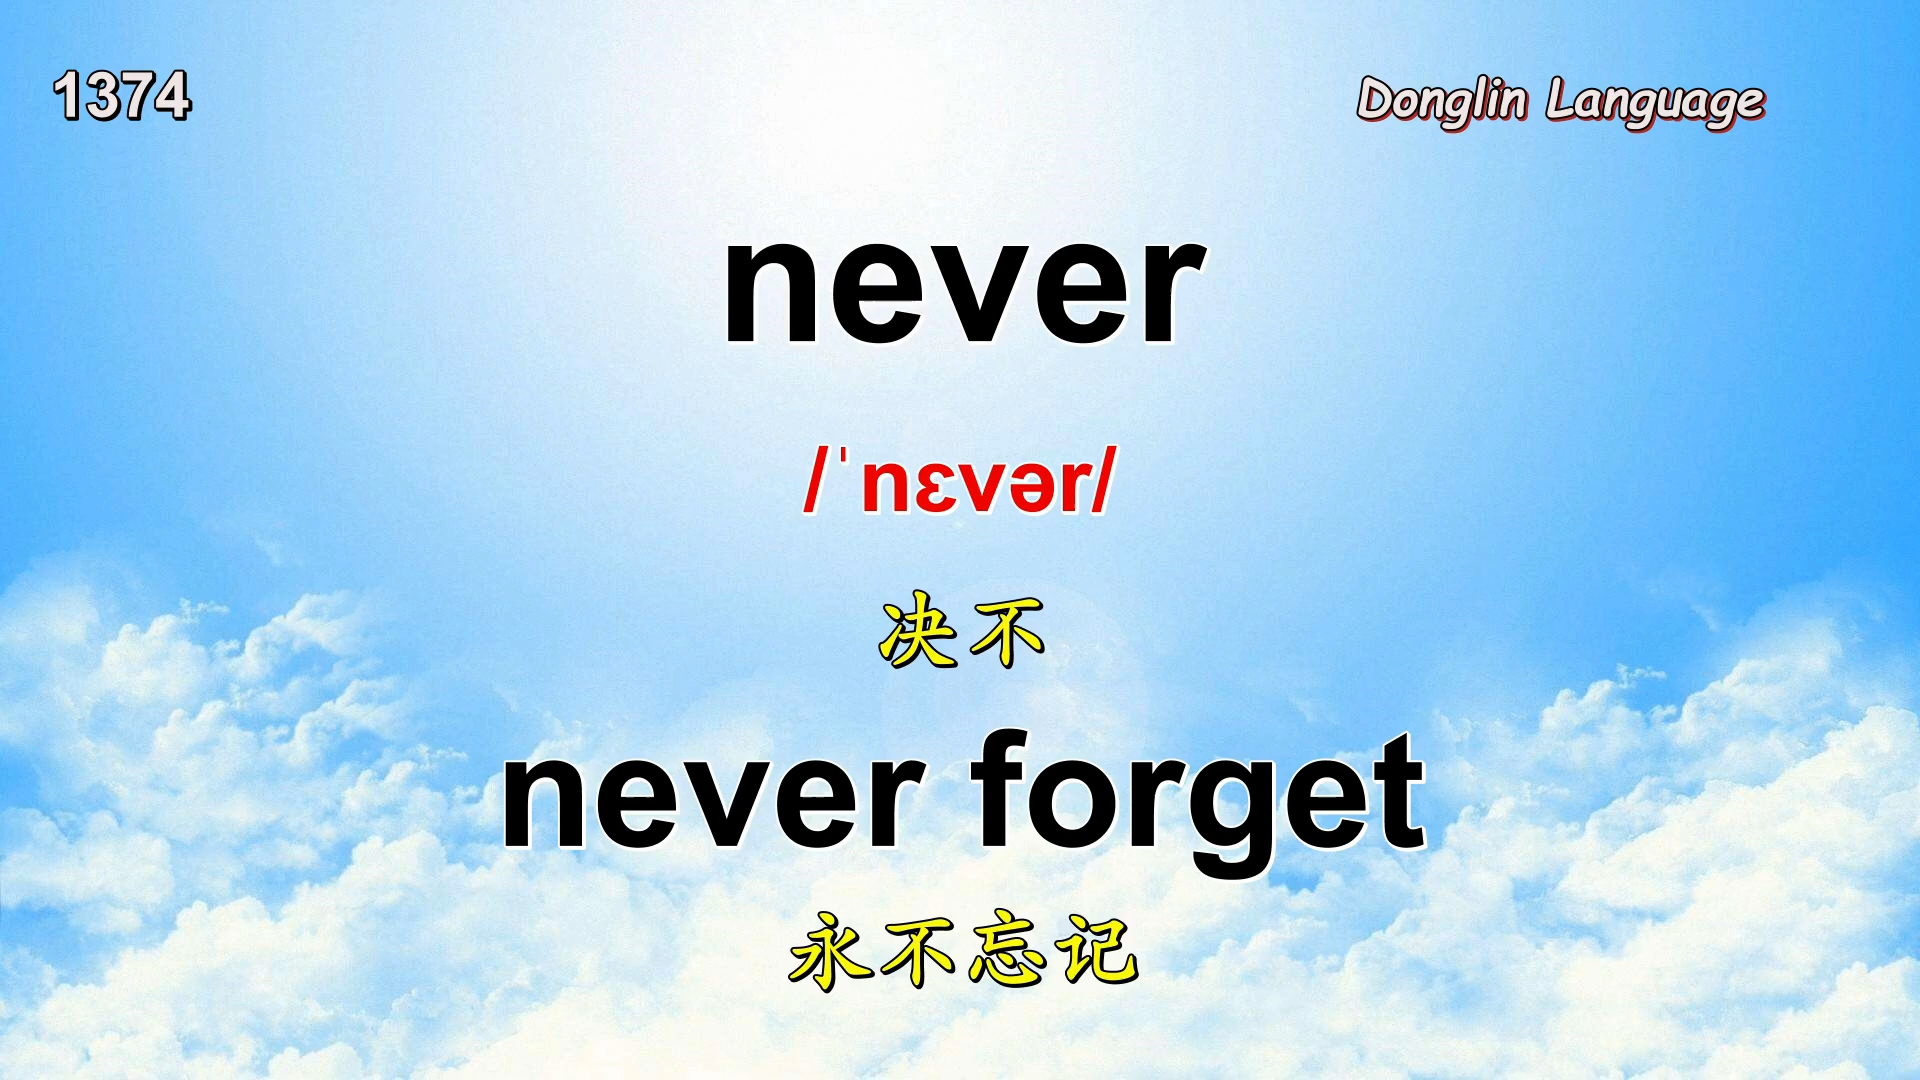 1374
Donglin Language
never
/ˈnɛvər/
决不
never forget
永不忘记